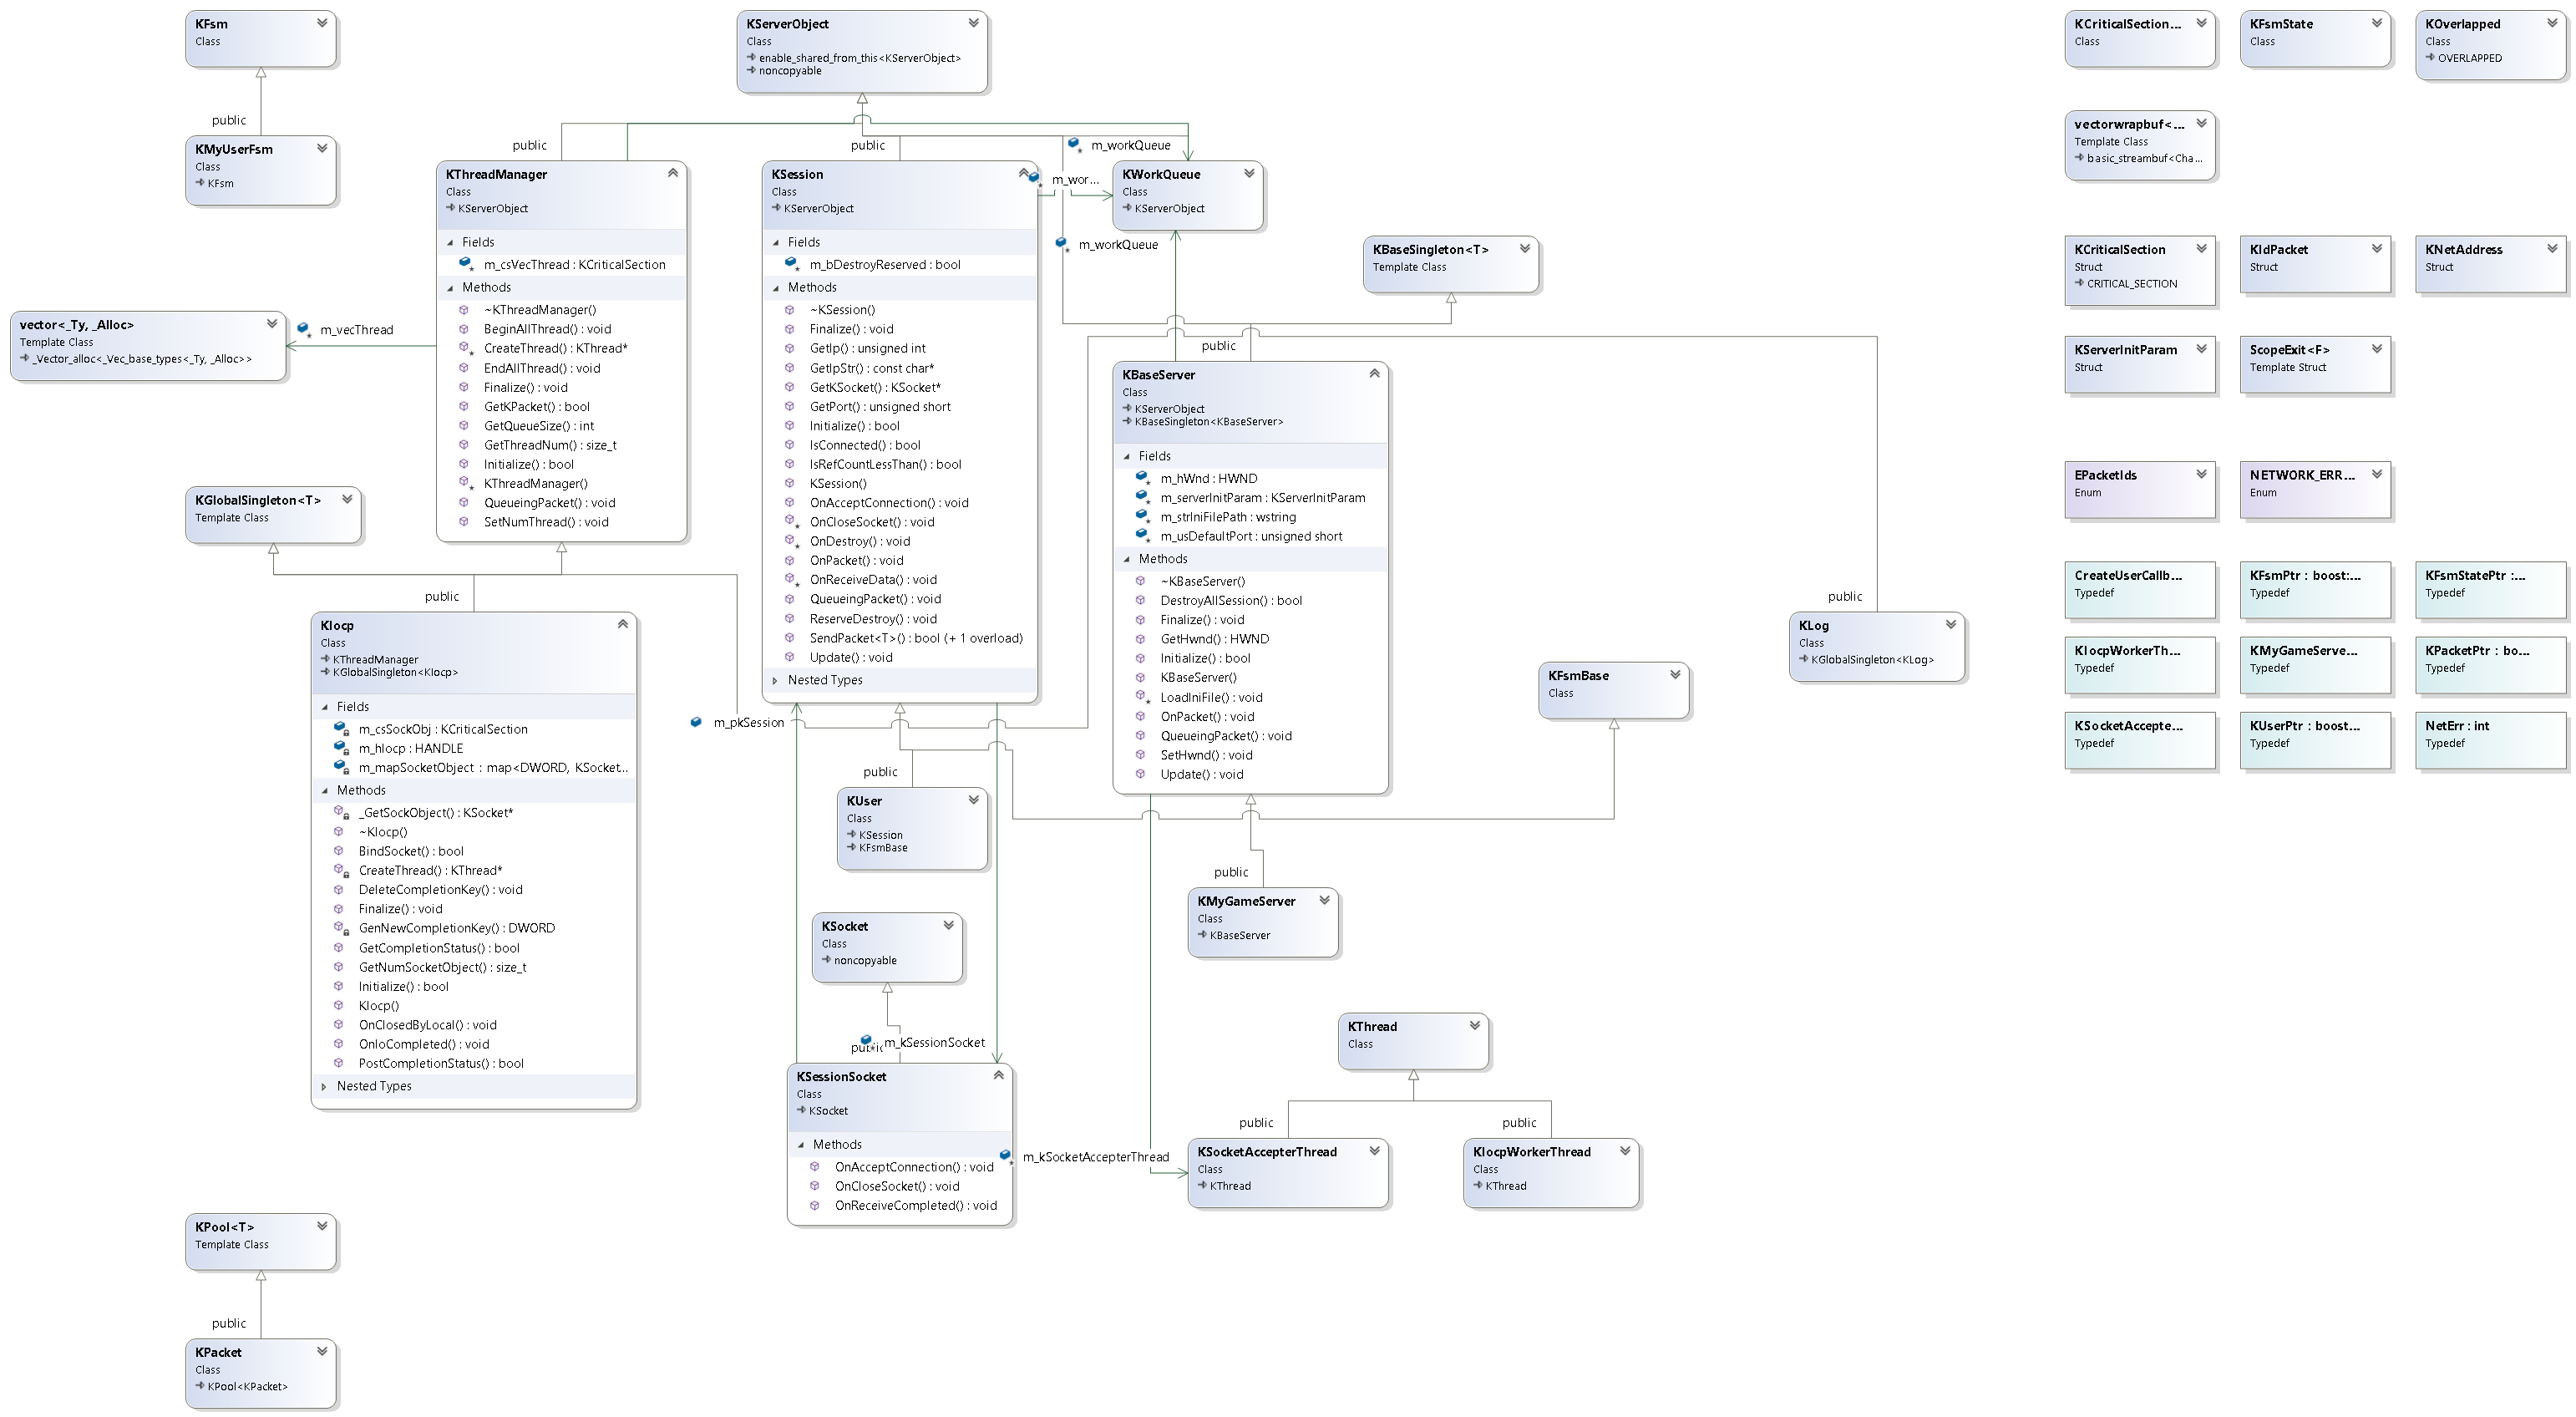 KFsm
Class
public
KMyUserFsm
Class
KFsm
KServerObject
Class
enable_shared_from_this<KServerObject>
noncopyable
public
KThreadManager
Class
KServerObject
Fields
m_csVecThread : KCriticalSection
Methods
~KThreadManager()
BeginAllThread() : void
CreateThread() : KThread*
EndAllThread() : void
Finalize() : void
GetKPacket() : bool
GetQueueSize() : int
GetThreadNum() : size_t
Initialize() : bool
KThreadManager()
QueueingPacket() : void
SetNumThread() : void
vector<_Ty, _Alloc>
Template Class
_Vector_alloc<_Vec_base_types<_Ty, _Alloc>>
m_vecThread
KGlobalSingleton<T>
Template Class
public
KIocp
Class
KThreadManager
KGlobalSingleton<KIocp>
Fields
m_csSockObj : KCriticalSection
m_hIocp : HANDLE
m_mapSocketObject : map<DWORD, KSocket...
Methods
_GetSockObject() : KSocket*
~KIocp()
BindSocket() : bool
CreateThread() : KThread*
DeleteCompletionKey() : void
Finalize() : void
GenNewCompletionKey() : DWORD
GetCompletionStatus() : bool
GetNumSocketObject() : size_t
Initialize() : bool
KIocp()
OnClosedByLocal() : void
OnIoCompleted() : void
PostCompletionStatus() : bool
Nested Types
KPool<T>
Template Class
public
KPacket
Class
KPool<KPacket>
public
KSession
Class
KServerObject
Fields
m_bDestroyReserved : bool
Methods
~KSession()
Finalize() : void
GetIp() : unsigned int
GetIpStr() : const char*
GetKSocket() : KSocket*
GetPort() : unsigned short
Initialize() : bool
IsConnected() : bool
IsRefCountLessThan() : bool
KSession()
OnAcceptConnection() : void
OnCloseSocket() : void
OnDestroy() : void
OnPacket() : void
OnReceiveData() : void
QueueingPacket() : void
ReserveDestroy() : void
SendPacket<T>() : bool (+ 1 overload)
Update() : void
Nested Types
m_pkSession
public
KUser
Class
KSession
KFsmBase
KSocket
Class
noncopyable
public
m_kSessionSocket
KSessionSocket
Class
KSocket
Methods
OnAcceptConnection() : void
OnCloseSocket() : void
OnReceiveCompleted() : void
m_workQueue
m_wor...
m_workQueue
KWorkQueue
Class
KServerObject
KBaseSingleton<T>
Template Class
public
KBaseServer
Class
KServerObject
KBaseSingleton<KBaseServer>
Fields
m_hWnd : HWND
m_serverInitParam : KServerInitParam
m_strIniFilePath : wstring
m_usDefaultPort : unsigned short
Methods
~KBaseServer()
DestroyAllSession() : bool
Finalize() : void
GetHwnd() : HWND
Initialize() : bool
KBaseServer()
LoadIniFile() : void
OnPacket() : void
QueueingPacket() : void
SetHwnd() : void
Update() : void
public
KMyGameServer
Class
KBaseServer
KThread
Class
m_kSocketAccepterThread
public
KSocketAccepterThread
Class
KThread
public
KIocpWorkerThread
Class
KThread
KFsmBase
Class
public
KLog
Class
KGlobalSingleton<KLog>
KCriticalSection...
Class
KFsmState
Class
KOverlapped
Class
OVERLAPPED
vectorwrapbuf<...
Template Class
basic_streambuf<Cha...
KCriticalSection
Struct
CRITICAL_SECTION
KIdPacket
Struct
KNetAddress
Struct
KServerInitParam
Struct
ScopeExit<F>
Template Struct
EPacketIds
Enum
NETWORK_ERR...
Enum
CreateUserCallb...
Typedef
KFsmPtr : boost:...
Typedef
KFsmStatePtr :...
Typedef
KIocpWorkerTh...
Typedef
KMyGameServe...
Typedef
KPacketPtr : bo...
Typedef
KSocketAccepte...
Typedef
KUserPtr : boost...
Typedef
NetErr : int
Typedef